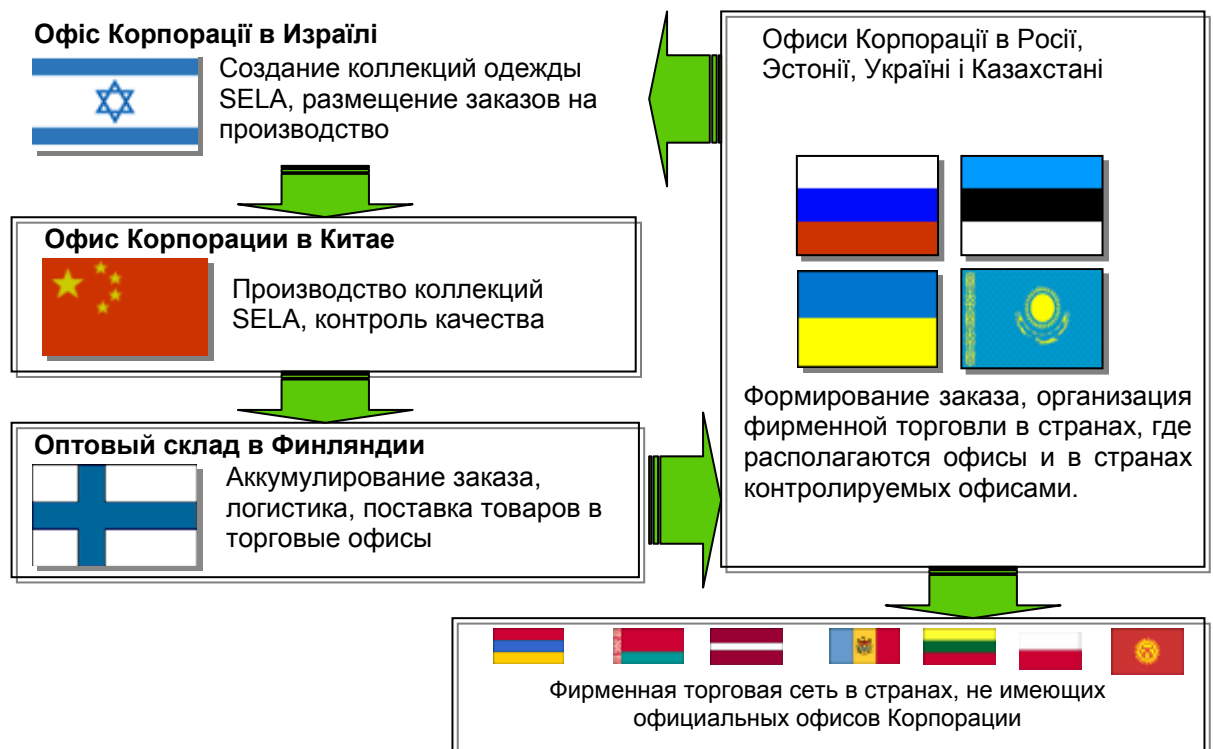 Офіс Корпорації в Израїлі
Создание коллекций одежды
SELA, размещение заказов на
производство
Офис Корпорации в Китае
Производство коллекций
SELA, контроль качества
Оптовый склад в Финляндии
Аккумулирование заказа,
логистика, поставка товаров в
торговые офисы
Офиси Корпорації в Росії,
Эстонії, Україні і Казахстані
Формирование заказа, организация
фирменной торговли в странах, где
располагаются офисы и в странах
контролируемых офисами.
Фирменная торговая сеть в странах, не имеющих
официальных офисов Корпорации